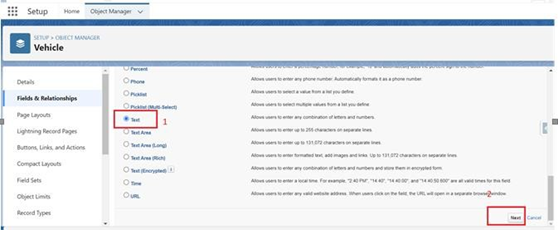 Setup
Home
Object Manager
SETUP > OBJECT MANAGER
Vehicle
Details
Fields & Relationships
Page Layouts
Lightning Record Pages
Buttons, Links, and Actions
Compact Layouts
Field Sets
Object Limits
Record Types
Percent
Phone Allows users to enter any phone number. Automatically formats it as a phone number.
Picklist Allows users to select a value from a list you define.
Picklist (Multi-Select) Allows users to select multiple values from a list you define.
Text 1 Allows users to enter any combination of letters and numbers.
Text Area Allows users to enter up to 255 characters on separate lines.
Text Area (Long) Allows users to enter up to 131,072 characters on separate lines.
Text Area (Rich) Allows users to enter formatted text, add images and links. Up to 131,072 characters on separate lines.
Text (Encrypted) i Allows users to enter any combination of letters and numbers and store them in encrypted form.
Time Allows users to enter a local time. For example, "2:40 PM", "14:40", "14:40:00", and "14:40:50.600" are all valid times for this field.
URL Allows users to enter any valid website address. When users click on the field, the URL will open in a separate browser window.
2
Next Cancel